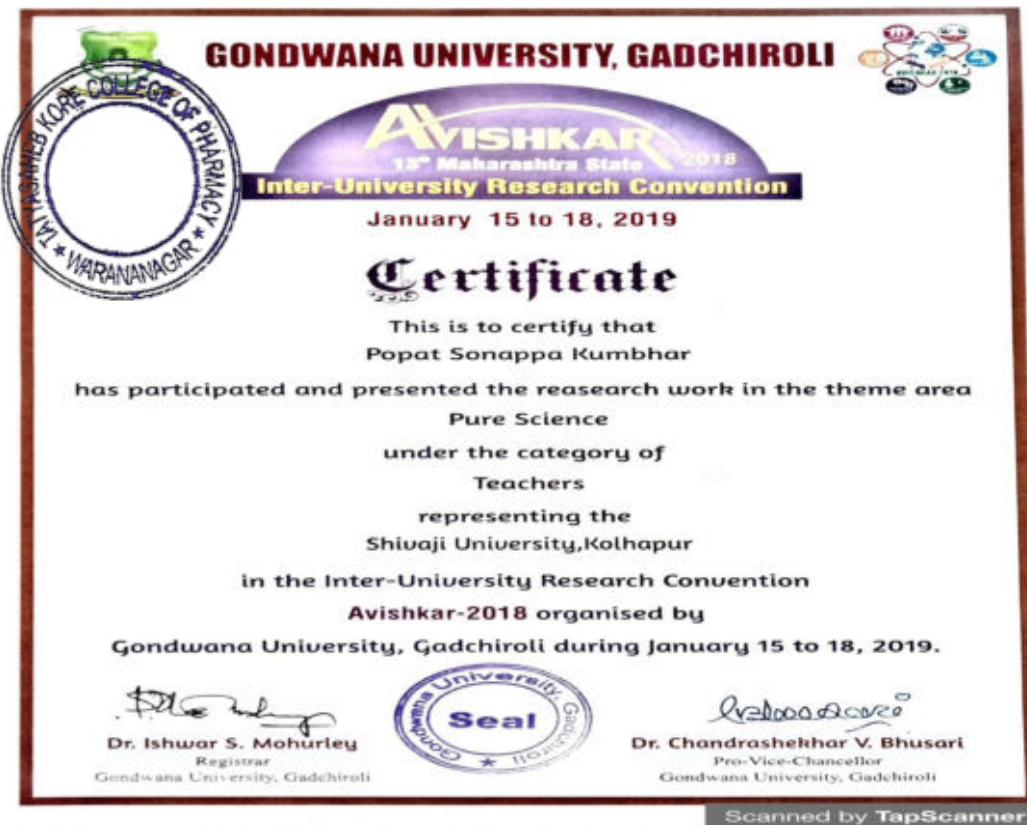 GONDWANA UNIVERSITY, GADCHIROLI
TATYASAHEB KORE COLLEGE OF PHARMACY
* WARANANAGAR *
AVISHKAR 2018
13th Maharashtra State
Inter-University Research Convention
January 15 to 18, 2019
Certificate
This is to certify that
Popat Sonappa Kumbhar
has participated and presented the reasearch work in the theme area
Pure Science
under the category of
Teachers
representing the
Shivaji University,Kolhapur
in the Inter-University Research Convention
Avishkar-2018 organised by
Gondwana University, Gadchiroli during January 15 to 18, 2019.
Gondwana University, Gadchiroli
Seal
Dr. Ishwar S. Mohurley
Registrar
Gondwana University, Gadchiroli
Dr. Chandrashekhar V. Bhusari
Pro-Vice-Chancellor
Gondwana University, Gadchiroli
Scanned by TapScanner